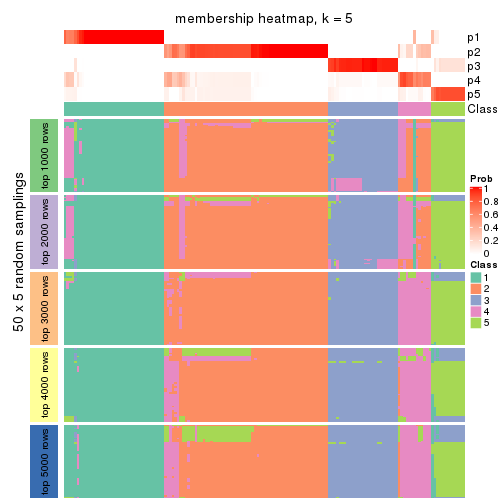 membership heatmap, k = 5
p1
p2
p3
p4
p5
Class
50 x 5 random samplings
top 1000 rows
top 2000 rows
top 3000 rows
top 4000 rows
top 5000 rows
Prob
1
0.8
0.6
0.4
0.2
0
Class
1
2
3
4
5